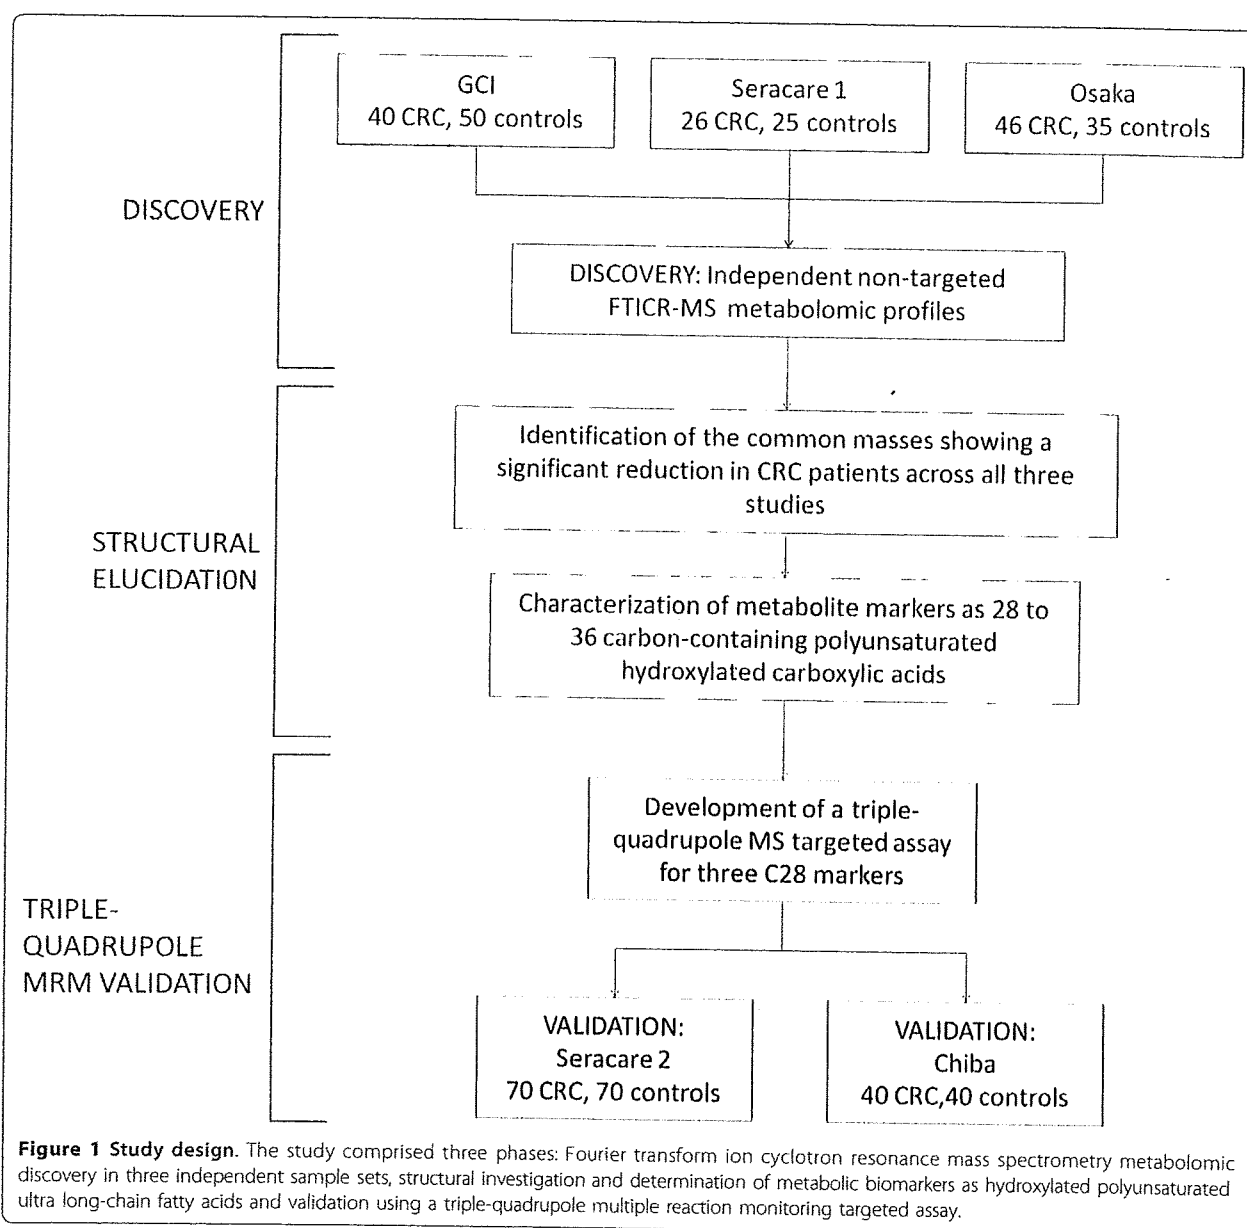 GCI
40 CRC, 50 controls
Seracare 1
26 CRC, 25 controls
Osaka
46 CRC, 35 controls
DISCOVERY
DISCOVERY: Independent non-targeted
FTICR-MS metabolomic profiles
Identification of the common masses showing a
significant reduction in CRC patients across all three
studies
STRUCTURAL
ELUCIDATION
Characterization of metabolite markers as 28 to
36 carbon-containing polyunsaturated
hydroxylated carboxylic acids
Development of a triple-
quadrupole MS targeted assay
for three C28 markers
TRIPLE-
QUADRUPOLE
MRM VALIDATION
VALIDATION:
Seracare 2
70 CRC, 70 controls
VALIDATION:
Chiba
40 CRC,40 controls
Figure 1 Study design. The study comprised three phases: Fourier transform ion cyclotron resonance mass spectrometry metabolomic
discovery in three independent sample sets, structural investigation and determination of metabolic biomarkers as hydroxylated polyunsaturated
ultra long-chain fatty acids and validation using a triple-quadrupole multiple reaction monitoring targeted assay.